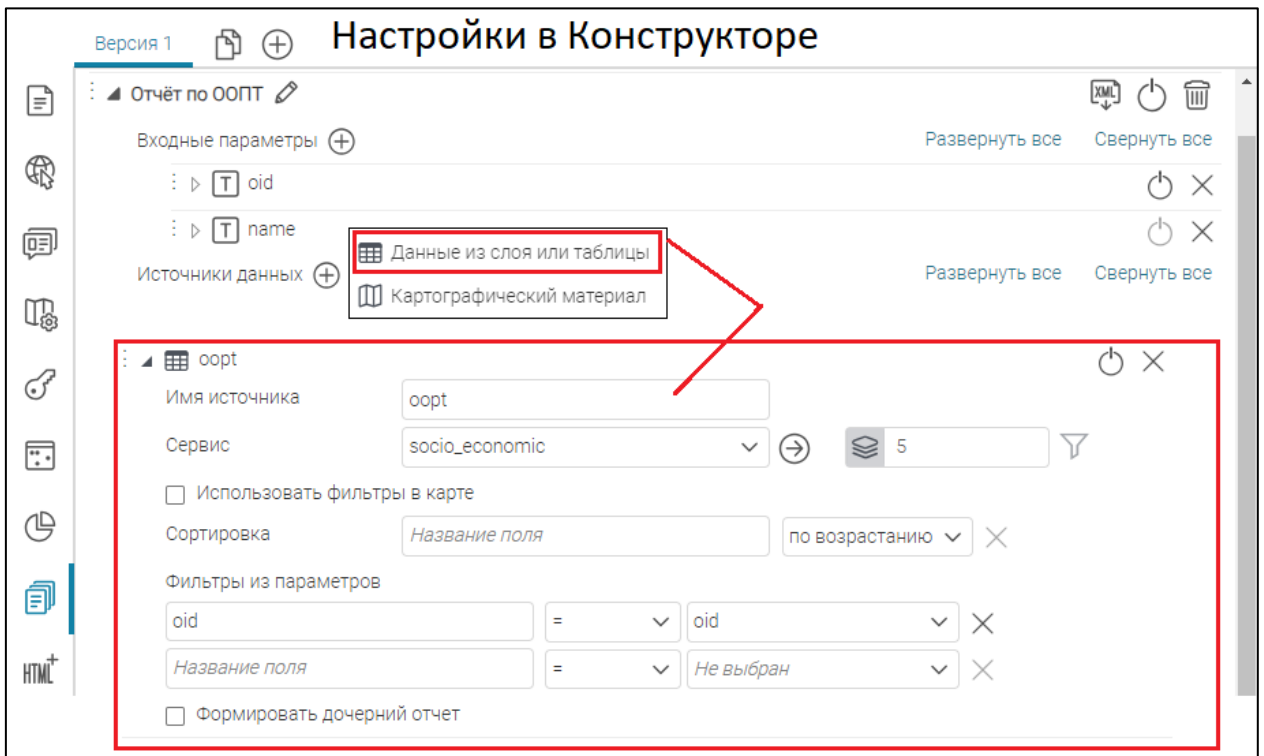 Настройки в Конструкторе
Версия 1
Отчёт по ООПТ
XML
Входные параметры Развернуть все Свернуть все
T oid
T name
Данные из слоя или таблицы
Источники данных Развернуть все Свернуть все
Картографический материал
oopt
Имя источника oopt
Сервис socio_economic 5
Использовать фильтры в карте
Сортировка Название поля по возрастанию
Фильтры из параметров
oid = oid
HTML+
Название поля = Не выбран
Формировать дочерний отчет